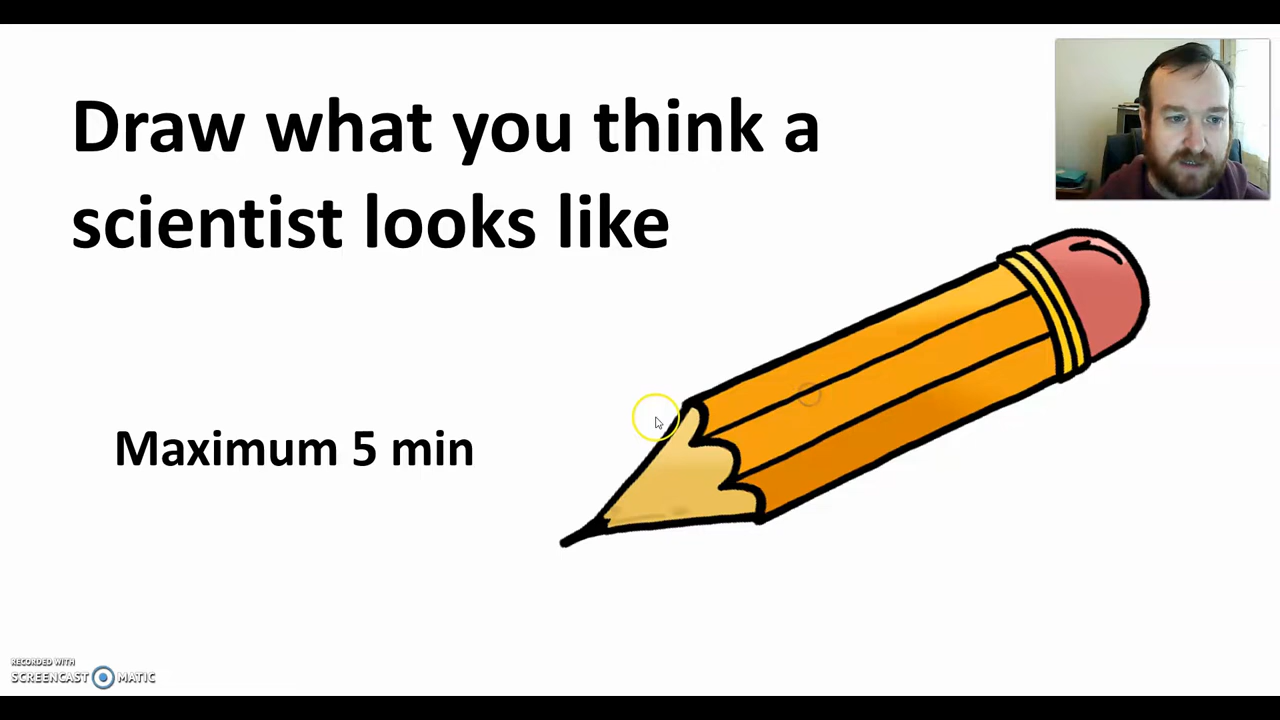 Draw what you think a
scientist looks like
Maximum 5 min
RECORDED WITH
SCREENCAST MATIC